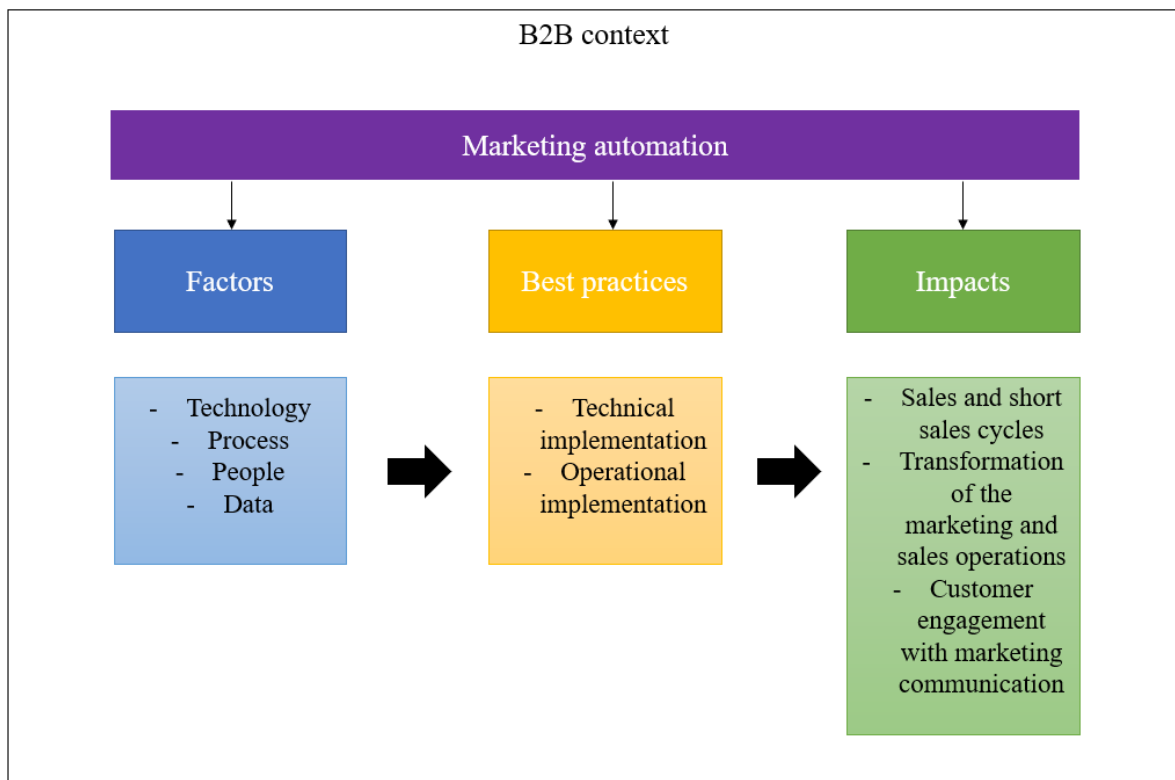 B2B context
Marketing automation
Factors
Best practices
Impacts
- Technology
- Process
- People
- Data
- Technical
implementation
- Operational
implementation
- Sales and short
sales cycles
- Transformation
of the
marketing and
sales operations
- Customer
engagement
with marketing
communication